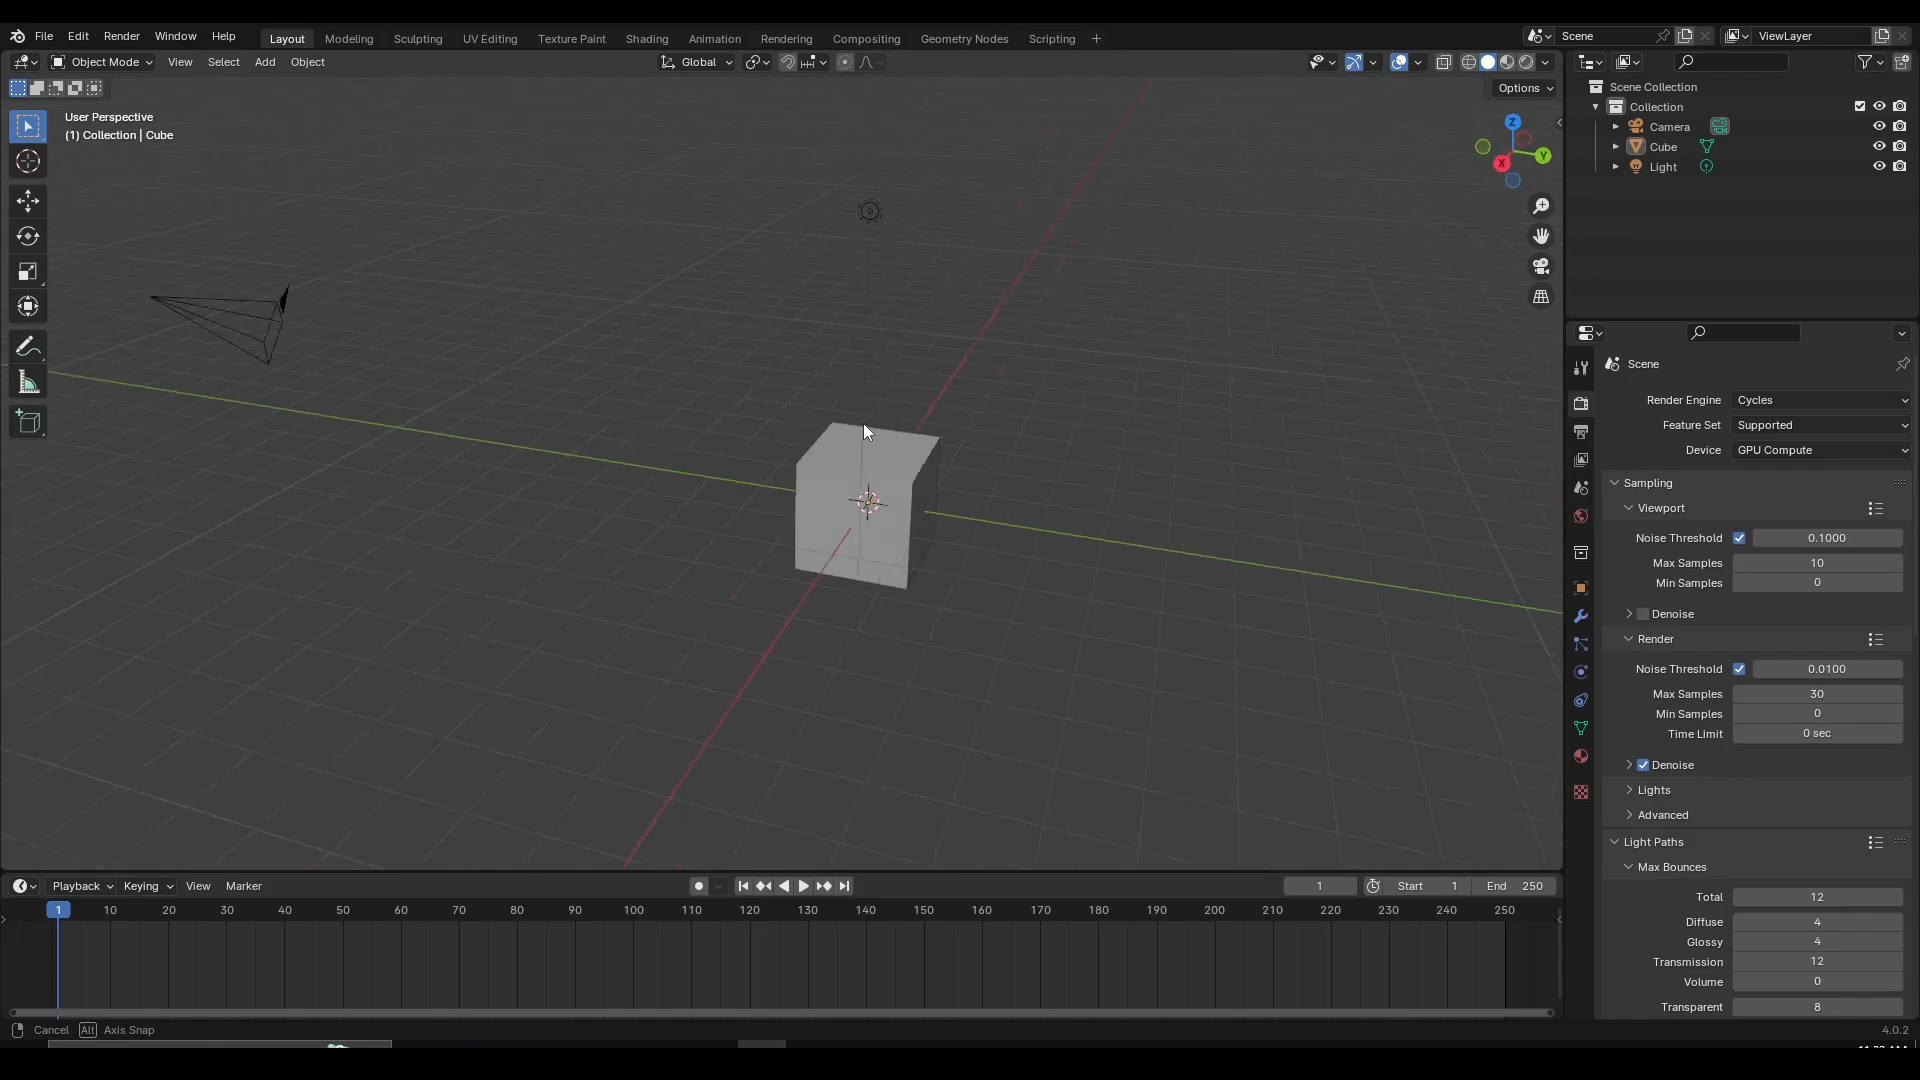 File Edit Render Window Help Layout Modeling Sculpting UV Editing Texture Paint Shading Animation Rendering Compositing Geometry Nodes Scripting + Scene ViewLayer
Object Mode View Select Add Object Global
Options
User Perspective
(1) Collection | Cube
Z
Y
X
Scene Collection
Collection
Camera
Cube
Light
Scene
Render Engine Cycles
Feature Set Supported
Device GPU Compute
Sampling
Viewport
Noise Threshold 0.1000
Max Samples 10
Min Samples 0
Denoise
Render
Noise Threshold 0.0100
Max Samples 30
Min Samples 0
Time Limit 0 sec
Denoise
Lights
Advanced
Light Paths
Max Bounces
Total 12
Diffuse 4
Glossy 4
Transmission 12
Volume 0
Transparent 8
Playback Keying View Marker 1 Start 1 End 250
1 10 20 30 40 50 60 70 80 90 100 110 120 130 140 150 160 170 180 190 200 210 220 230 240 250
Cancel Alt Axis Snap 4.0.2